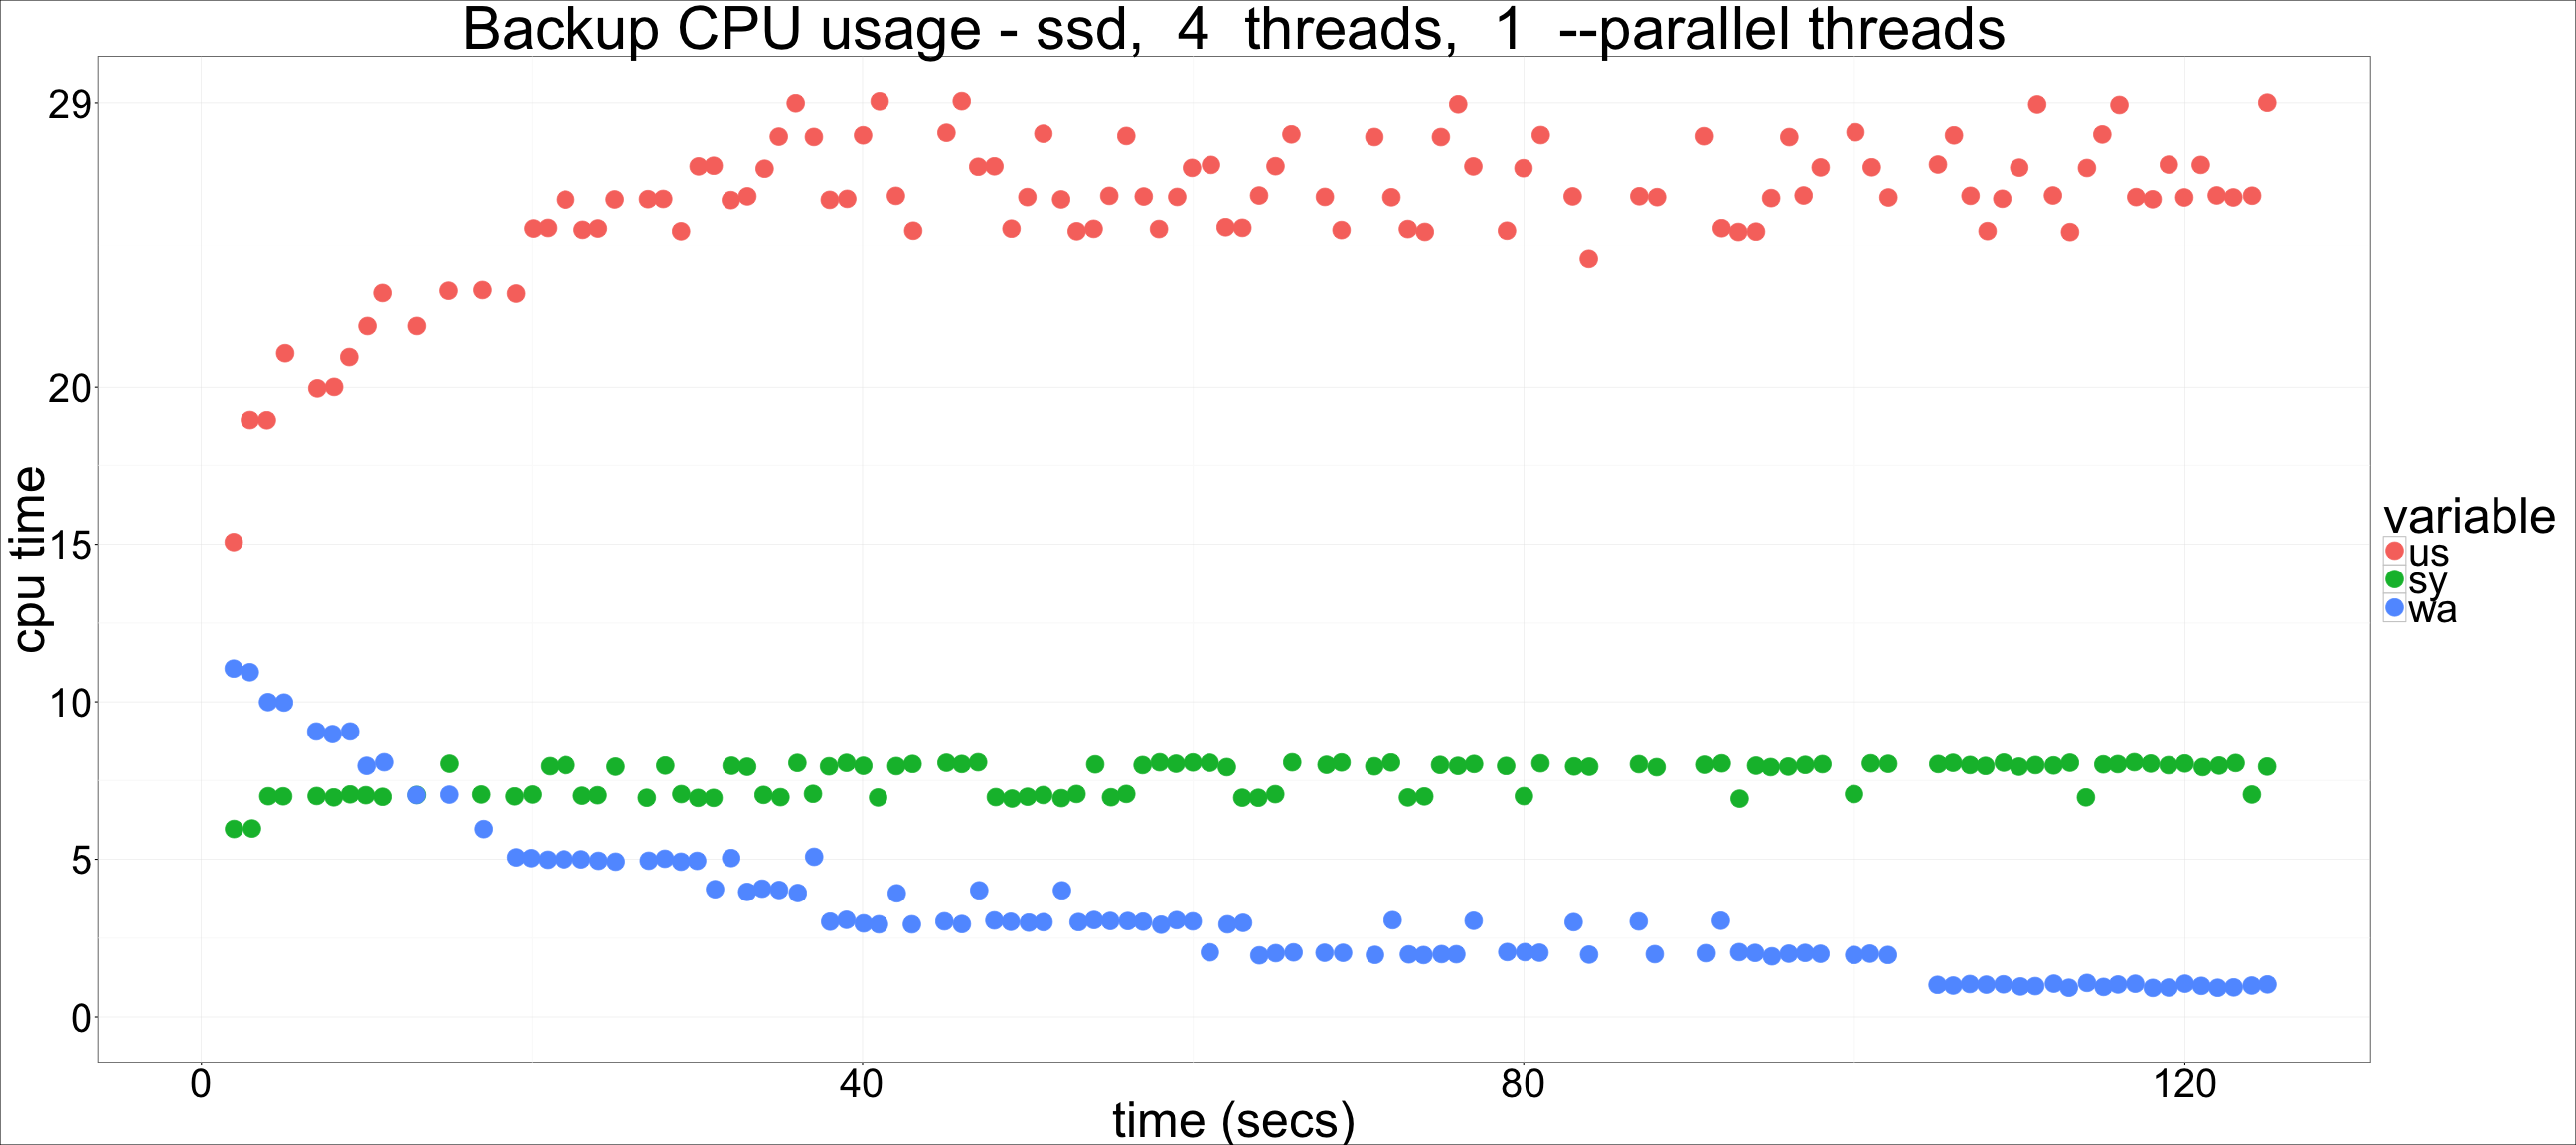 Backup CPU usage - ssd, 4 threads, 1 --parallel threads
29
20
15
10
5
0
cpu time
0 40 80 120
time (secs)
variable
us
sy
wa